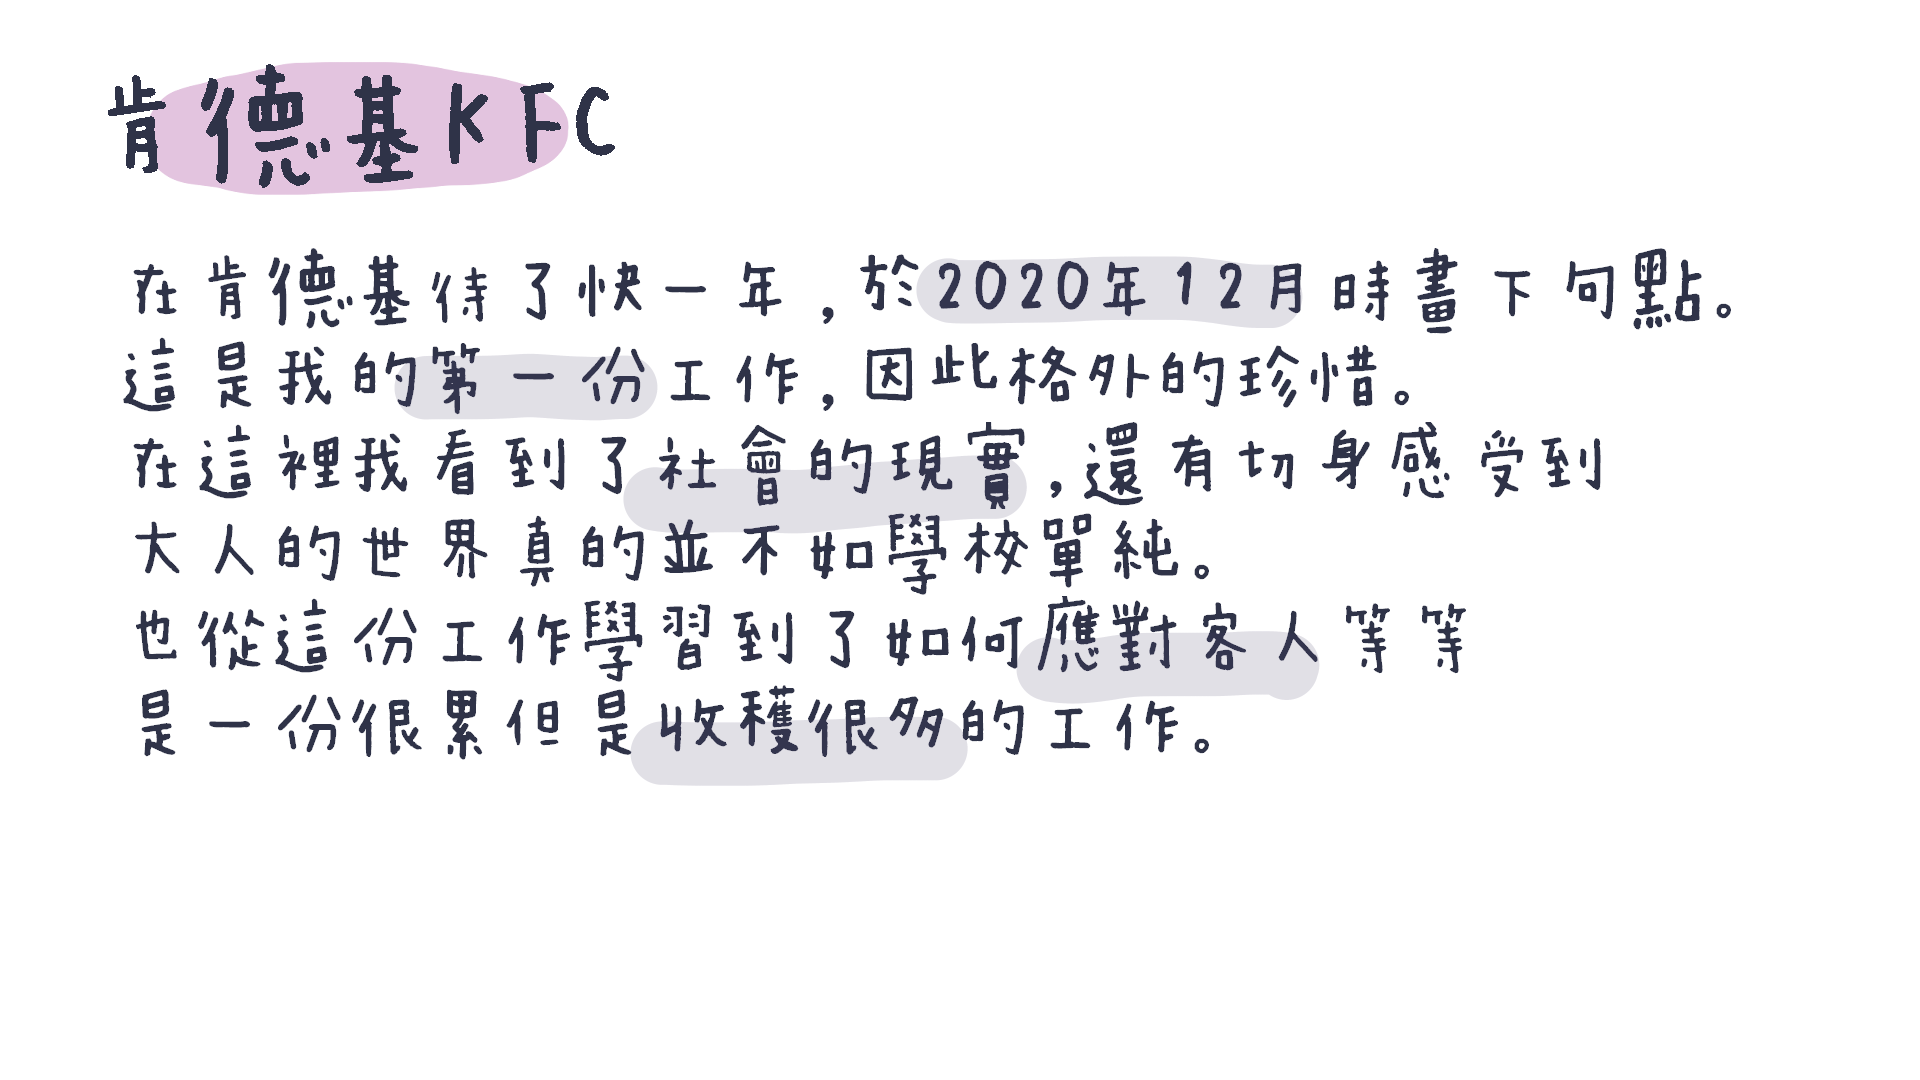 肯德基KFC
在肯德基待了快一年,於2020年12月時畫下句點。
這是我的第一份工作,因此格外的珍惜。
在這裡我看到了社會的現實,還有切身感受到
大人的世界真的並不如學校單純。
也從這份工作學習到了如何應對客人等等
是一份很累但是收穫很多的工作。